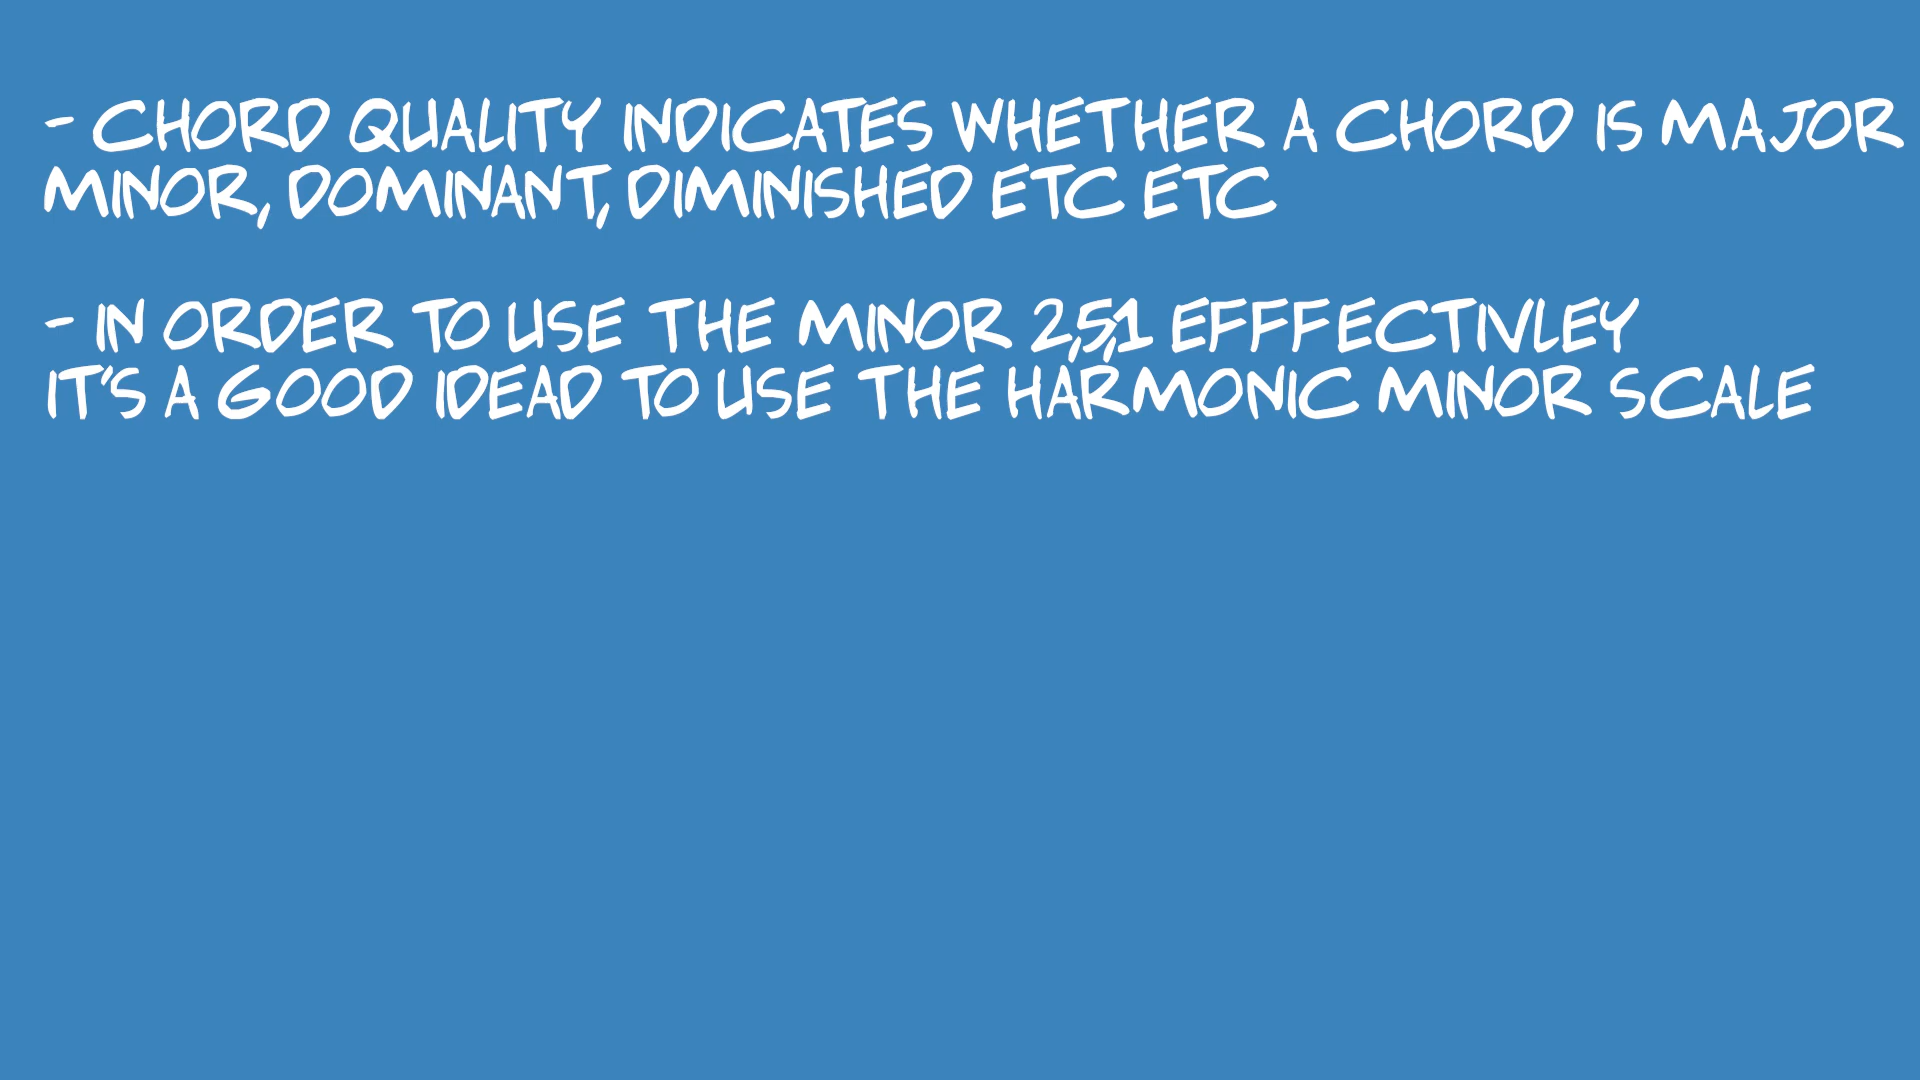 - CHORD QUALITY INDICATES WHETHER A CHORD IS MAJOR
MINOR, DOMINANT, DIMINISHED ETC ETC
- IN ORDER TO USE THE MINOR 2,5,1 EFFFECTIVLEY
IT'S A GOOD IDEAD TO USE THE HARMONIC MINOR SCALE